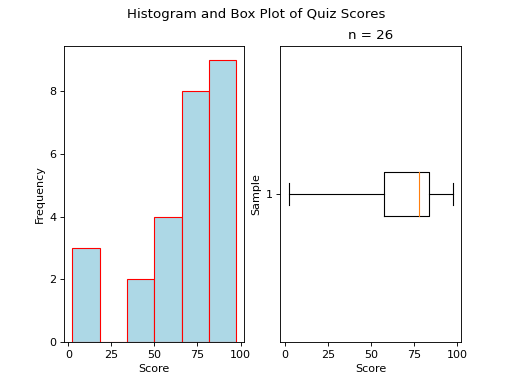 Histogram and Box Plot of Quiz Scores
Frequency
8
6
4
2
0
0 25 50 75 100
Score
n = 26
Sample
1
0 25 50 75 100
Score